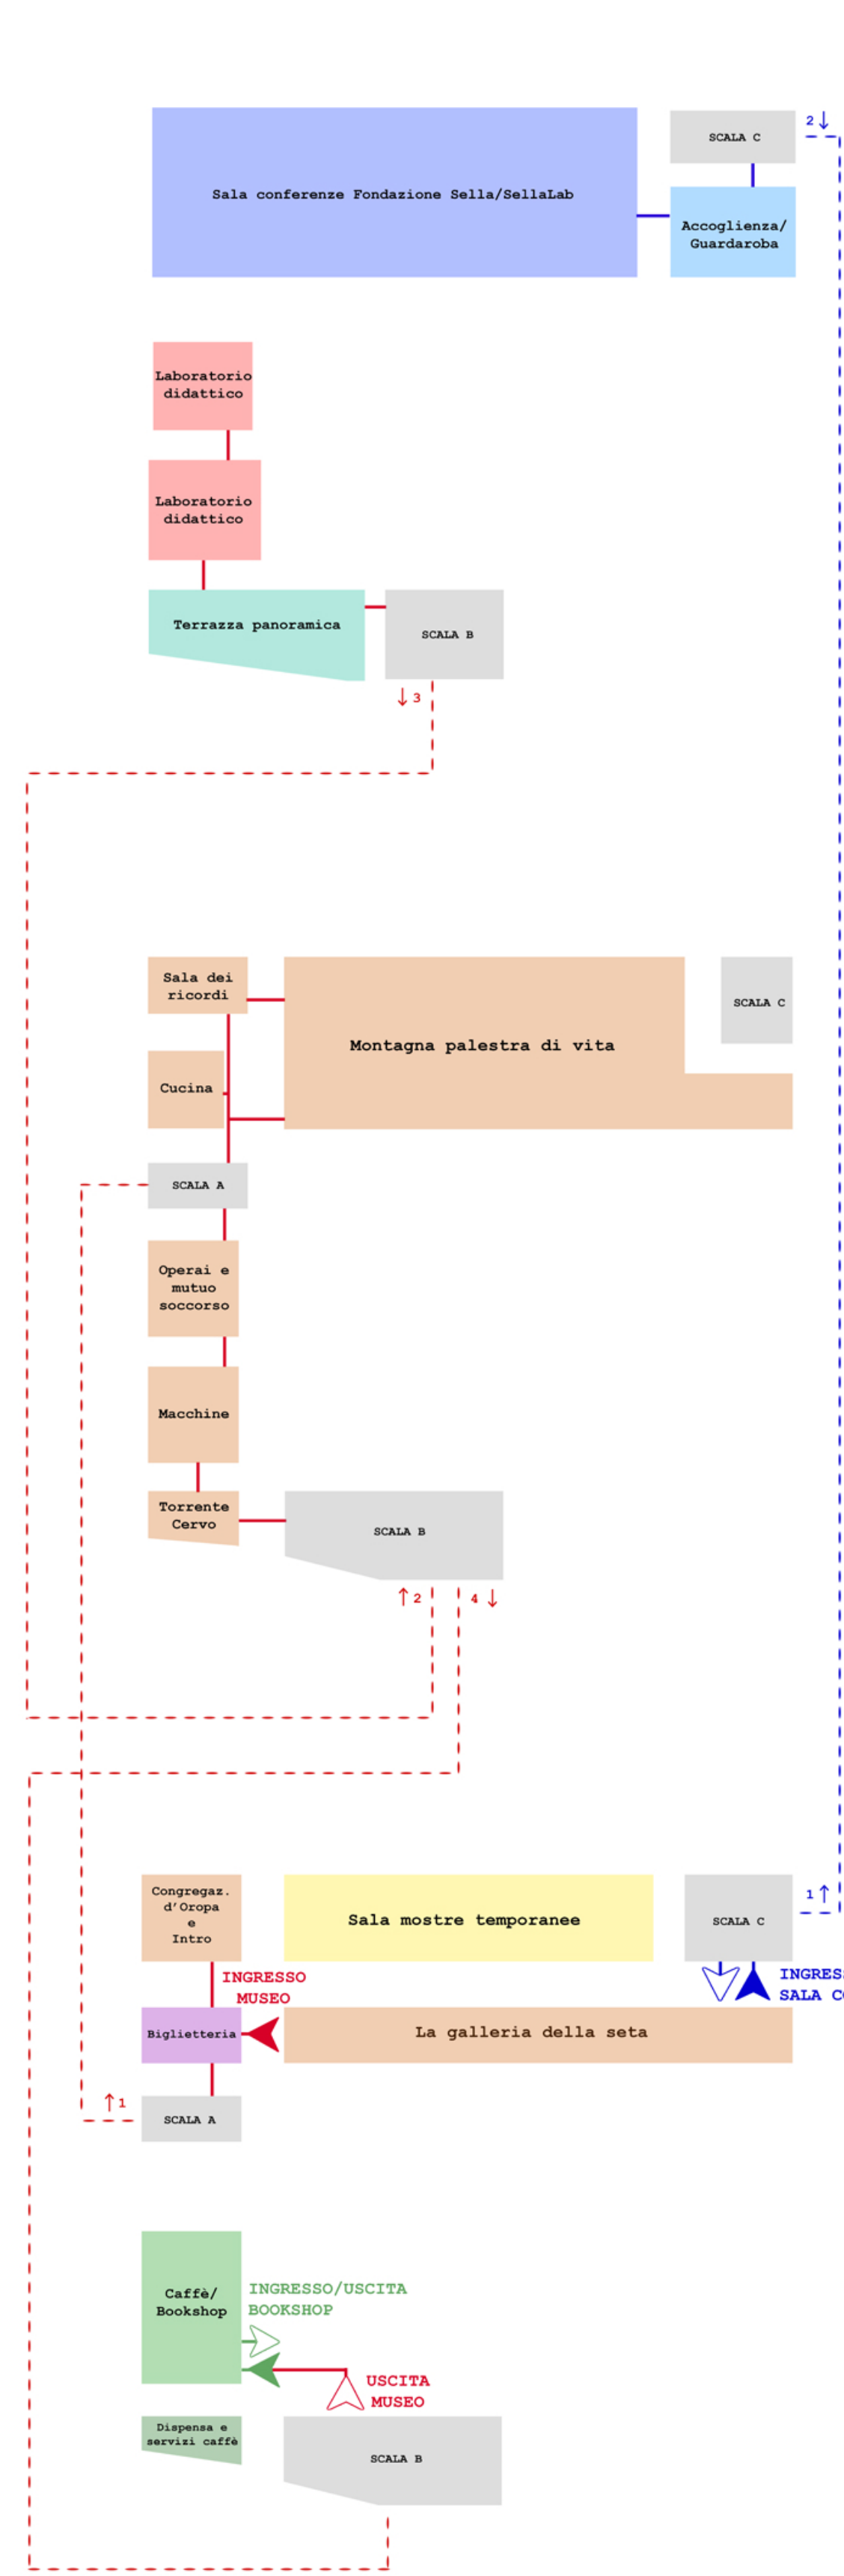 2 ↓
SCALA C
Sala conferenze Fondazione Sella/SellaLab
Accoglienza/
Guardaroba
Laboratorio
didattico
Laboratorio
didattico
Terrazza panoramica
SCALA B
↓ 3
Sala dei
ricordi
SCALA C
Montagna palestra di vita
Cucina
SCALA A
Operai e
mutuo
soccorso
Macchine
Torrente
Cervo
SCALA B
↑ 2
4 ↓
Congregaz.
d'Oropa
e
Intro
Sala mostre temporanee
SCALA C
1 ↑
INGRESSO
MUSEO
INGRESS
SALA CO
Biglietteria
La galleria della seta
↑ 1
SCALA A
Caffè/
Bookshop
INGRESSO/USCITA
BOOKSHOP
USCITA
MUSEO
Dispensa e
servizi caffè
SCALA B